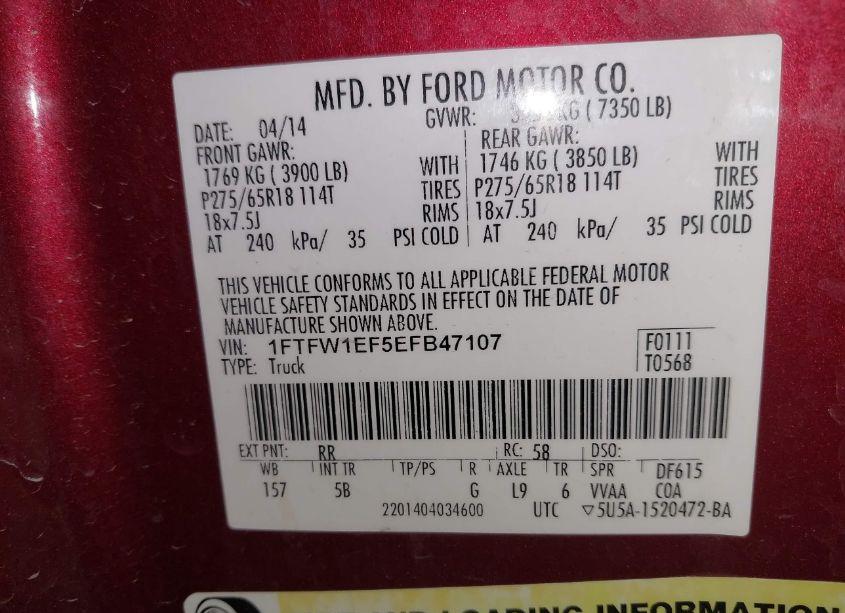 MFD. BY FORD MOTOR CO.
DATE: 04/14 GVWR: KG ( 7350 LB)
FRONT GAWR: REAR GAWR:
1769 KG ( 3900 LB) WITH 1746 KG ( 3850 LB) WITH
P275/65R18 114T TIRES P275/65R18 114T TIRES
18x7.5J RIMS 18x7.5J RIMS
AT 240 kPa/ 35 PSI COLD AT 240 kPa/ 35 PSI COLD
THIS VEHICLE CONFORMS TO ALL APPLICABLE FEDERAL MOTOR
VEHICLE SAFETY STANDARDS IN EFFECT ON THE DATE OF
MANUFACTURE SHOWN ABOVE.
VIN: 1FTFW1EF5EFB47107 F0111
TYPE: Truck T0568
EXT PNT: RR RC: 58 DSO:
WB INT TR TP/PS R AXLE TR SPR DF615
157 5B G L9 6 VVAA COA
2201404034600 UTC ▽5U5A-1520472-BA
LOADING INFORMATION